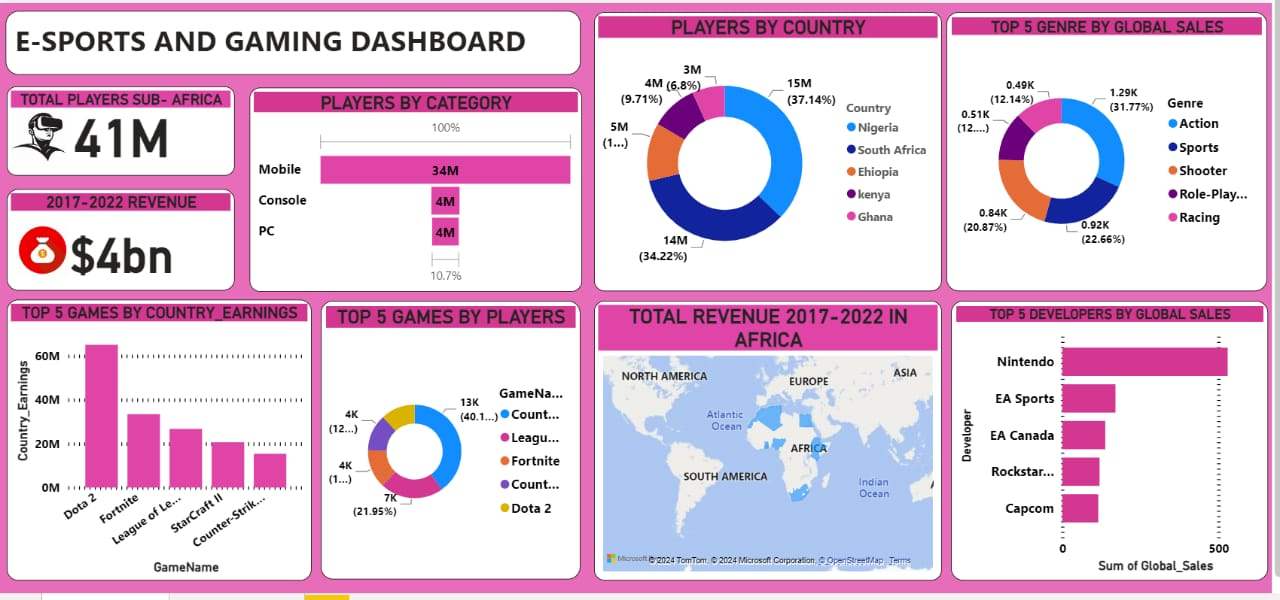 E-SPORTS AND GAMING DASHBOARD
TOTAL PLAYERS SUB- AFRICA
41M
2017-2022 REVENUE
$4bn
PLAYERS BY CATEGORY
100%
Mobile
34M
Console
4M
PC
4M
10.7%
PLAYERS BY COUNTRY
3M
(6.8%)
4M
(9.71%)
5M
(1...)
15M
(37.14%)
14M
(34.22%)
Country
Nigeria
South Africa
Ehiopia
kenya
Ghana
TOP 5 GENRE BY GLOBAL SALES
0.49K
(12.14%)
0.51K
(12....)
0.84K
(20.87%)
1.29K
(31.77%)
0.92K
(22.66%)
Genre
Action
Sports
Shooter
Role-Play...
Racing
TOP 5 GAMES BY COUNTRY_EARNINGS
Country_Earnings
60M
40M
20M
0M
Dota 2
Fortnite
League of Le...
StarCraft II
Counter-Strik...
GameName
TOP 5 GAMES BY PLAYERS
13K
(40.1...)
4K
(12...)
4K
(1...)
7K
(21.95%)
GameNa...
Count...
Leagu...
Fortnite
Count...
Dota 2
TOTAL REVENUE 2017-2022 IN
AFRICA
NORTH AMERICA
EUROPE
ASIA
Atlantic
Ocean
AFRICA
SOUTH AMERICA
Indian
Ocean
A
Microsoft
© 2024 TomTom, © 2024 Microsoft Corporation, © OpenStreetMap Terms
TOP 5 DEVELOPERS BY GLOBAL SALES
Developer
Nintendo
EA Sports
EA Canada
Rockstar...
Capcom
0
500
Sum of Global_Sales